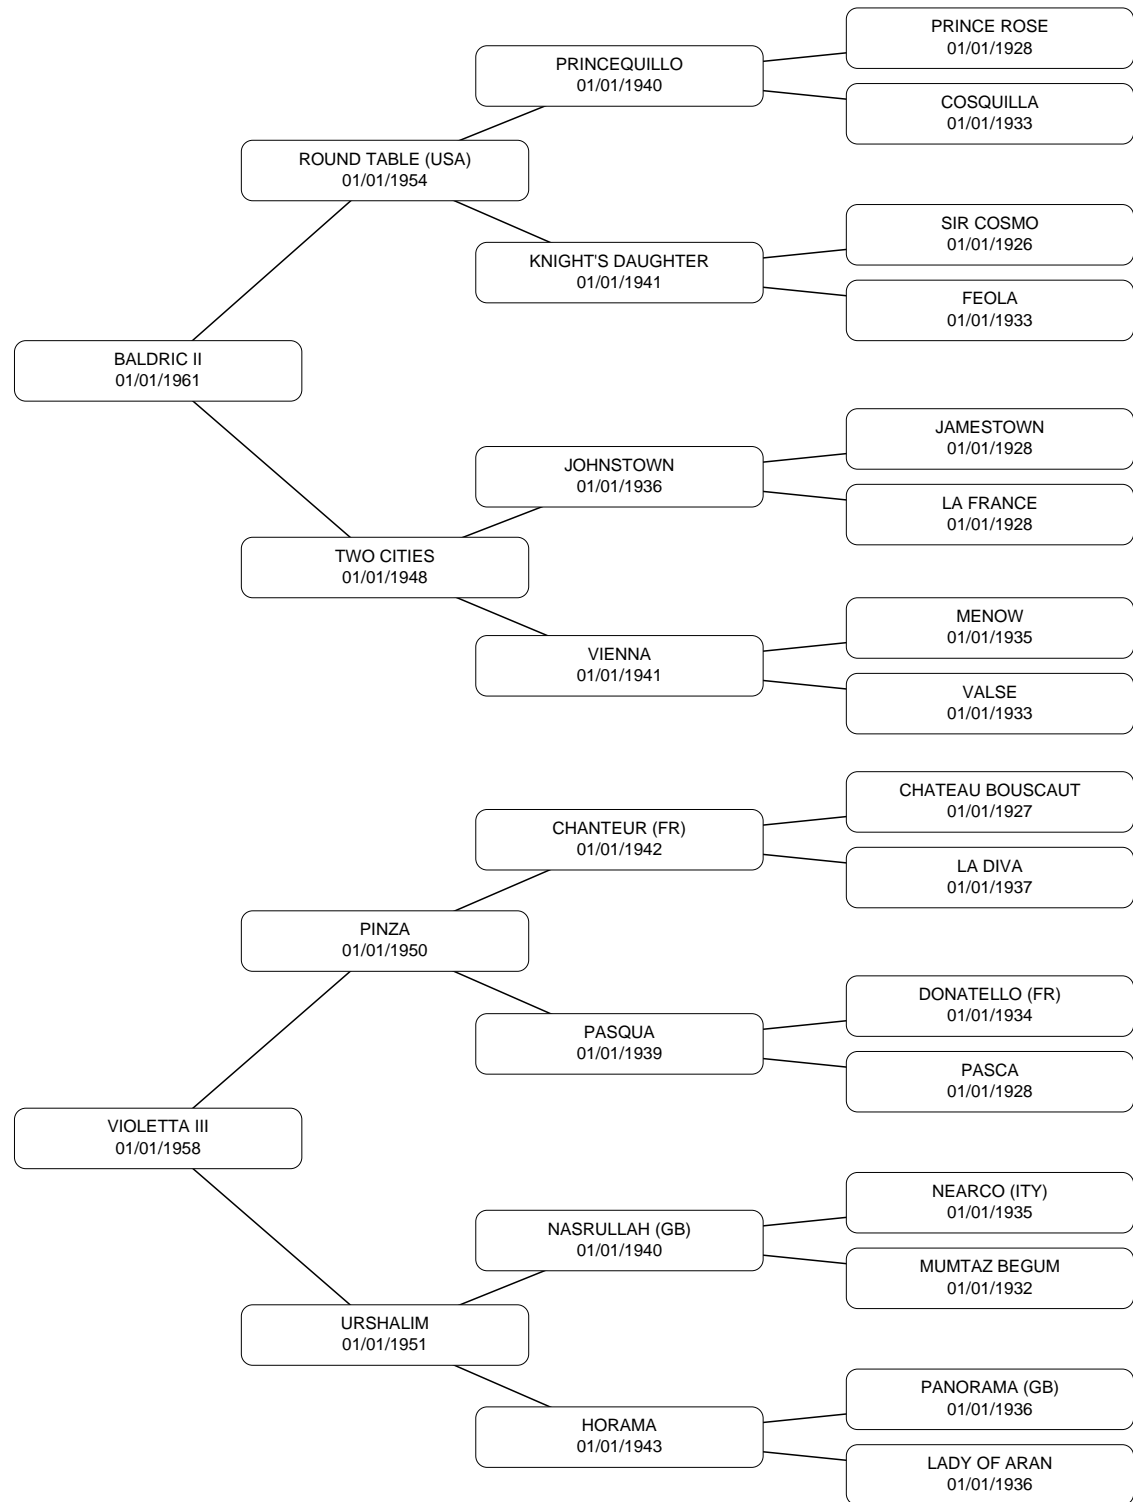 PRINCE ROSE
01/01/1928
PRINCEQUILLO
01/01/1940
COSQUILLA
01/01/1933
ROUND TABLE (USA)
01/01/1954
SIR COSMO
01/01/1926
KNIGHT'S DAUGHTER
01/01/1941
FEOLA
01/01/1933
BALDRIC II
01/01/1961
JAMESTOWN
01/01/1928
JOHNSTOWN
01/01/1936
LA FRANCE
01/01/1928
TWO CITIES
01/01/1948
MENOW
01/01/1935
VIENNA
01/01/1941
VALSE
01/01/1933
CHATEAU BOUSCAUT
01/01/1927
CHANTEUR (FR)
01/01/1942
LA DIVA
01/01/1937
PINZA
01/01/1950
DONATELLO (FR)
01/01/1934
PASQUA
01/01/1939
PASCA
01/01/1928
VIOLETTA III
01/01/1958
NEARCO (ITY)
01/01/1935
NASRULLAH (GB)
01/01/1940
MUMTAZ BEGUM
01/01/1932
URSHALIM
01/01/1951
PANORAMA (GB)
01/01/1936
HORAMA
01/01/1943
LADY OF ARAN
01/01/1936